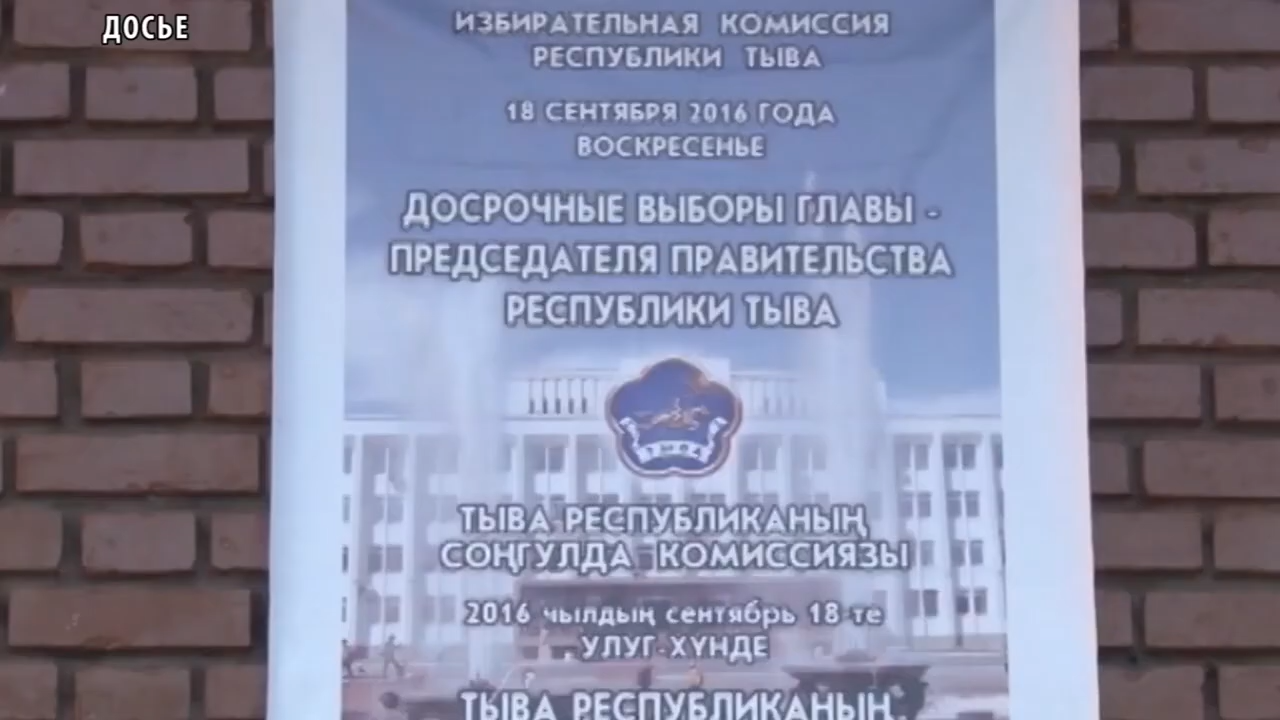 ДОСЬЕ
ИЗБИРАТЕЛЬНАЯ КОМИССИЯ
РЕСПУБЛИКИ ТЫВА
18 СЕНТЯБРЯ 2016 ГОДА
ВОСКРЕСЕНЬЕ
ДОСРОЧНЫЕ ВЫБОРЫ ГЛАВЫ -
ПРЕДСЕДАТЕЛЯ ПРАВИТЕЛЬСТВА
РЕСПУБЛИКИ ТЫВА
ТЫВА
ТЫВА РЕСПУБЛИКАНЫҢ
СОҢГУЛДА КОМИССИЯЗЫ
2016 чылдың сентябрь 18-те
УЛУГ-ХҮНДЕ
ТЫВА РЕСПУБЛИКАНЫҢ